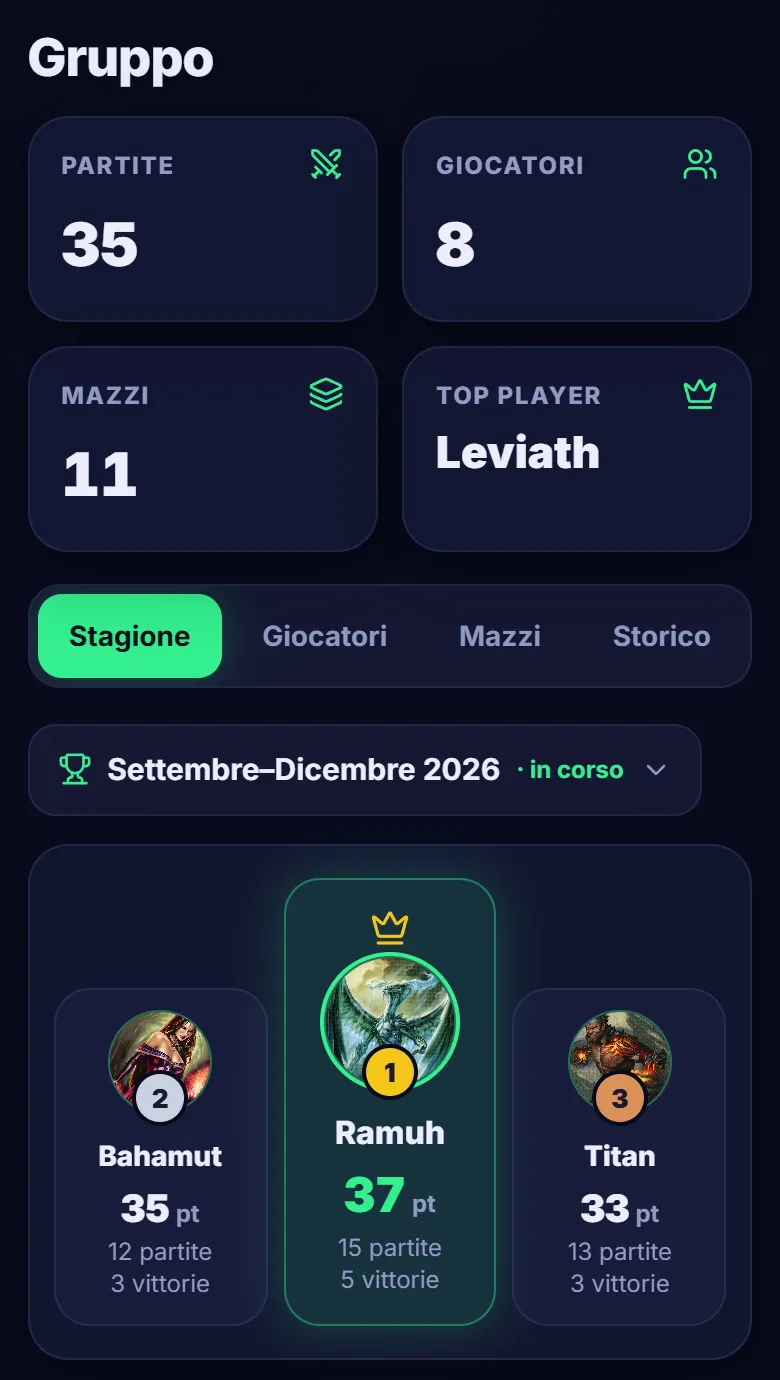 Gruppo
PARTITE
35
GIOCATORI
8
MAZZI
11
TOP PLAYER
Leviath
Stagione Giocatori Mazzi Storico
Settembre–Dicembre 2026 · in corso
1
Ramuh
37 pt
15 partite
5 vittorie
2
Bahamut
35 pt
12 partite
3 vittorie
3
Titan
33 pt
13 partite
3 vittorie